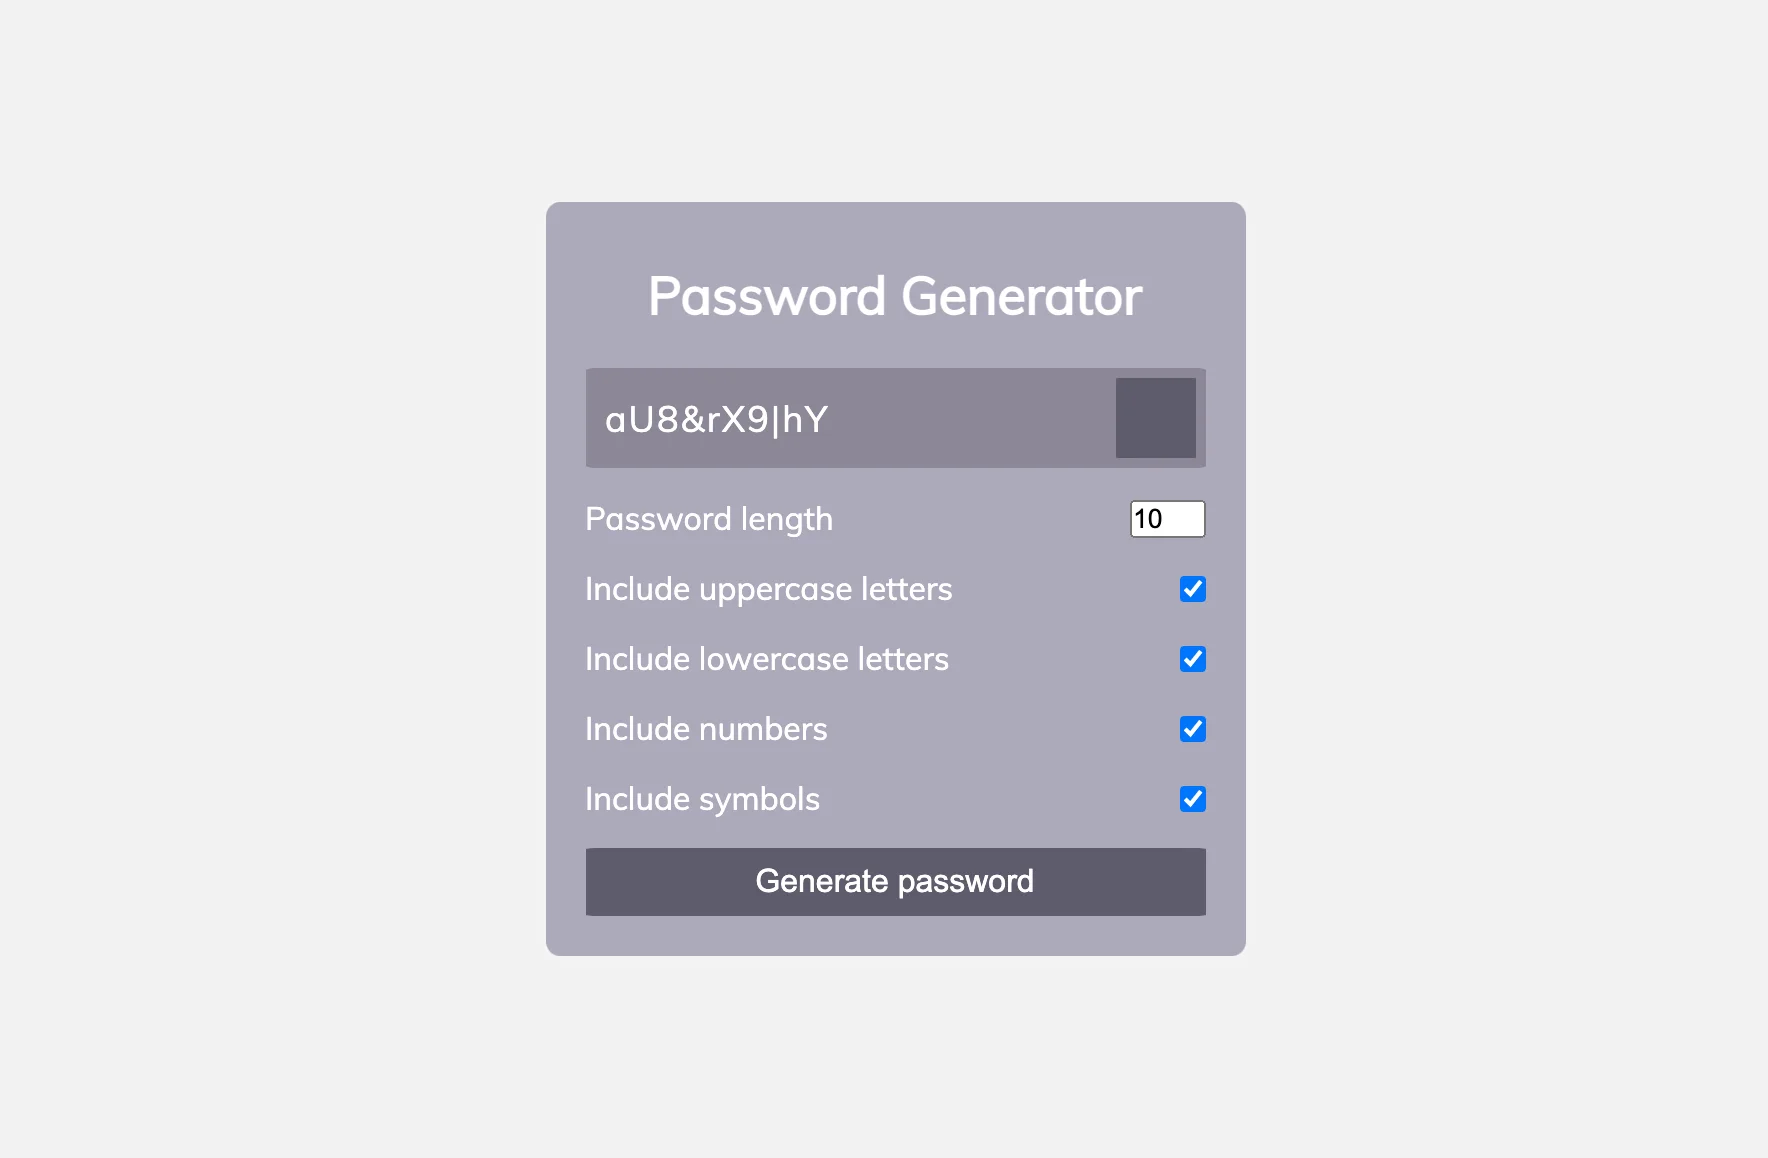 Password Generator
aU8&rX9|hY
Password length
10
Include uppercase letters
Include lowercase letters
Include numbers
Include symbols
Generate password